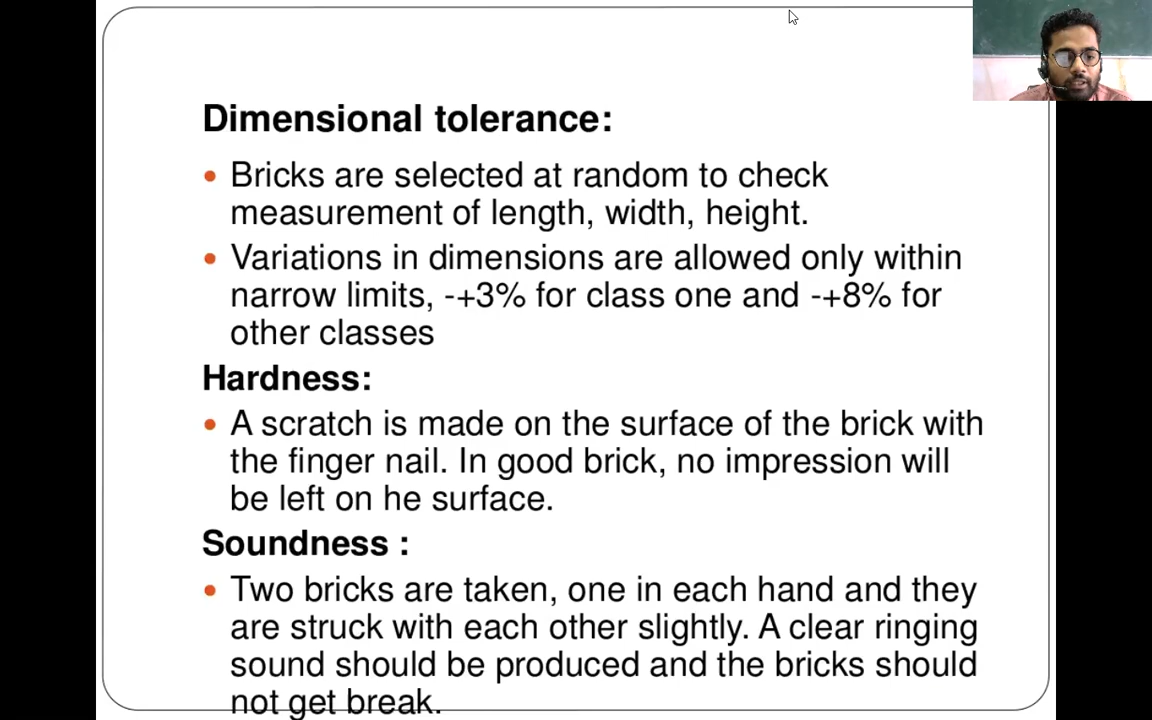 Dimensional tolerance:
• Bricks are selected at random to check
measurement of length, width, height.
• Variations in dimensions are allowed only within
narrow limits, -+3% for class one and -+8% for
other classes
Hardness:
• A scratch is made on the surface of the brick with
the finger nail. In good brick, no impression will
be left on he surface.
Soundness :
• Two bricks are taken, one in each hand and they
are struck with each other slightly. A clear ringing
sound should be produced and the bricks should
not get break.